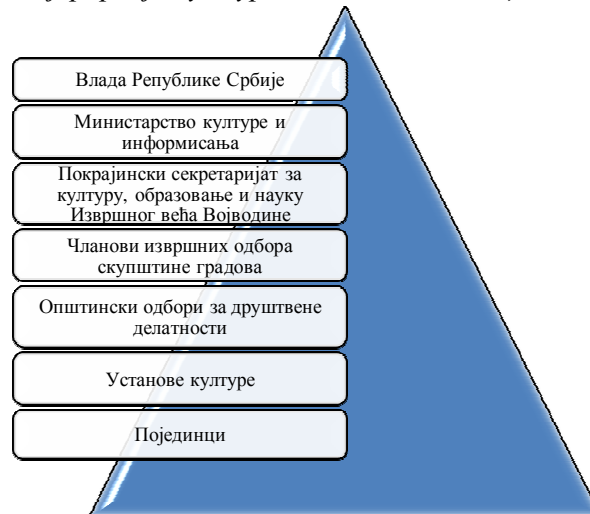 Влада Републике Србије
Министарство културе и
информисања
Покрајински секретаријат за
културу, образовање и науку
Извршног већа Војводине
Чланови извршних одбора
скупштине градова
Општински одбори за друштвене
делатности
Установе културе
Појединци